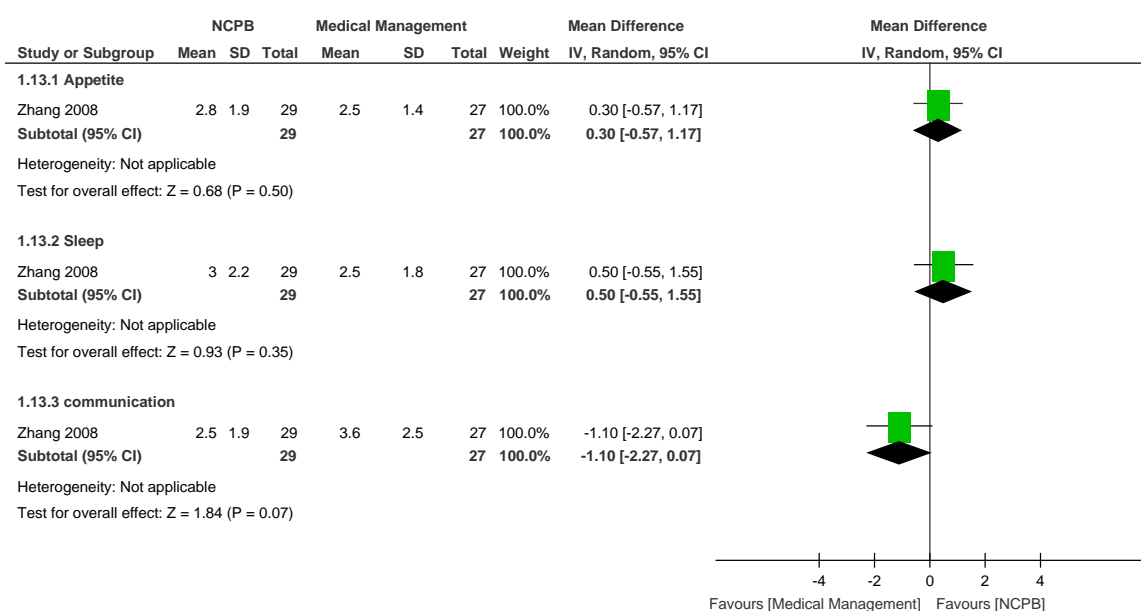 NCPB Medical Management Mean Difference Mean Difference
Study or Subgroup Mean SD Total Mean SD Total Weight IV, Random, 95% CI IV, Random, 95% CI
1.13.1 Appetite
Zhang 2008 2.8 1.9 29 2.5 1.4 27 100.0% 0.30 [-0.57, 1.17]
Subtotal (95% CI) 29 27 100.0% 0.30 [-0.57, 1.17]
Heterogeneity: Not applicable
Test for overall effect: Z = 0.68 (P = 0.50)
1.13.2 Sleep
Zhang 2008 3 2.2 29 2.5 1.8 27 100.0% 0.50 [-0.55, 1.55]
Subtotal (95% CI) 29 27 100.0% 0.50 [-0.55, 1.55]
Heterogeneity: Not applicable
Test for overall effect: Z = 0.93 (P = 0.35)
1.13.3 communication
Zhang 2008 2.5 1.9 29 3.6 2.5 27 100.0% -1.10 [-2.27, 0.07]
Subtotal (95% CI) 29 27 100.0% -1.10 [-2.27, 0.07]
Heterogeneity: Not applicable
Test for overall effect: Z = 1.84 (P = 0.07)
-4 -2 0 2 4
Favours [Medical Management] Favours [NCPB]